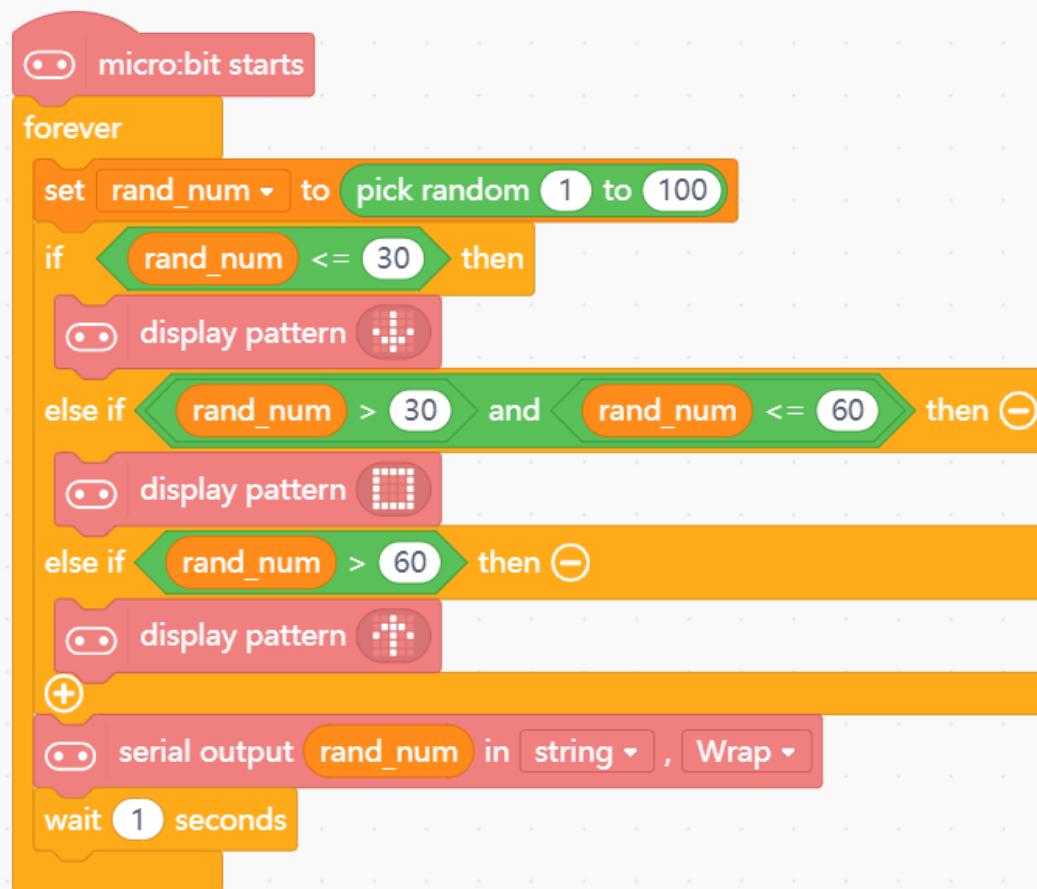 micro:bit starts
forever
set rand_num to pick random 1 to 100
if rand_num <= 30 then
display pattern
else if rand_num > 30 and rand_num <= 60 then
display pattern
else if rand_num > 60 then
display pattern
serial output rand_num in string , Wrap
wait 1 seconds